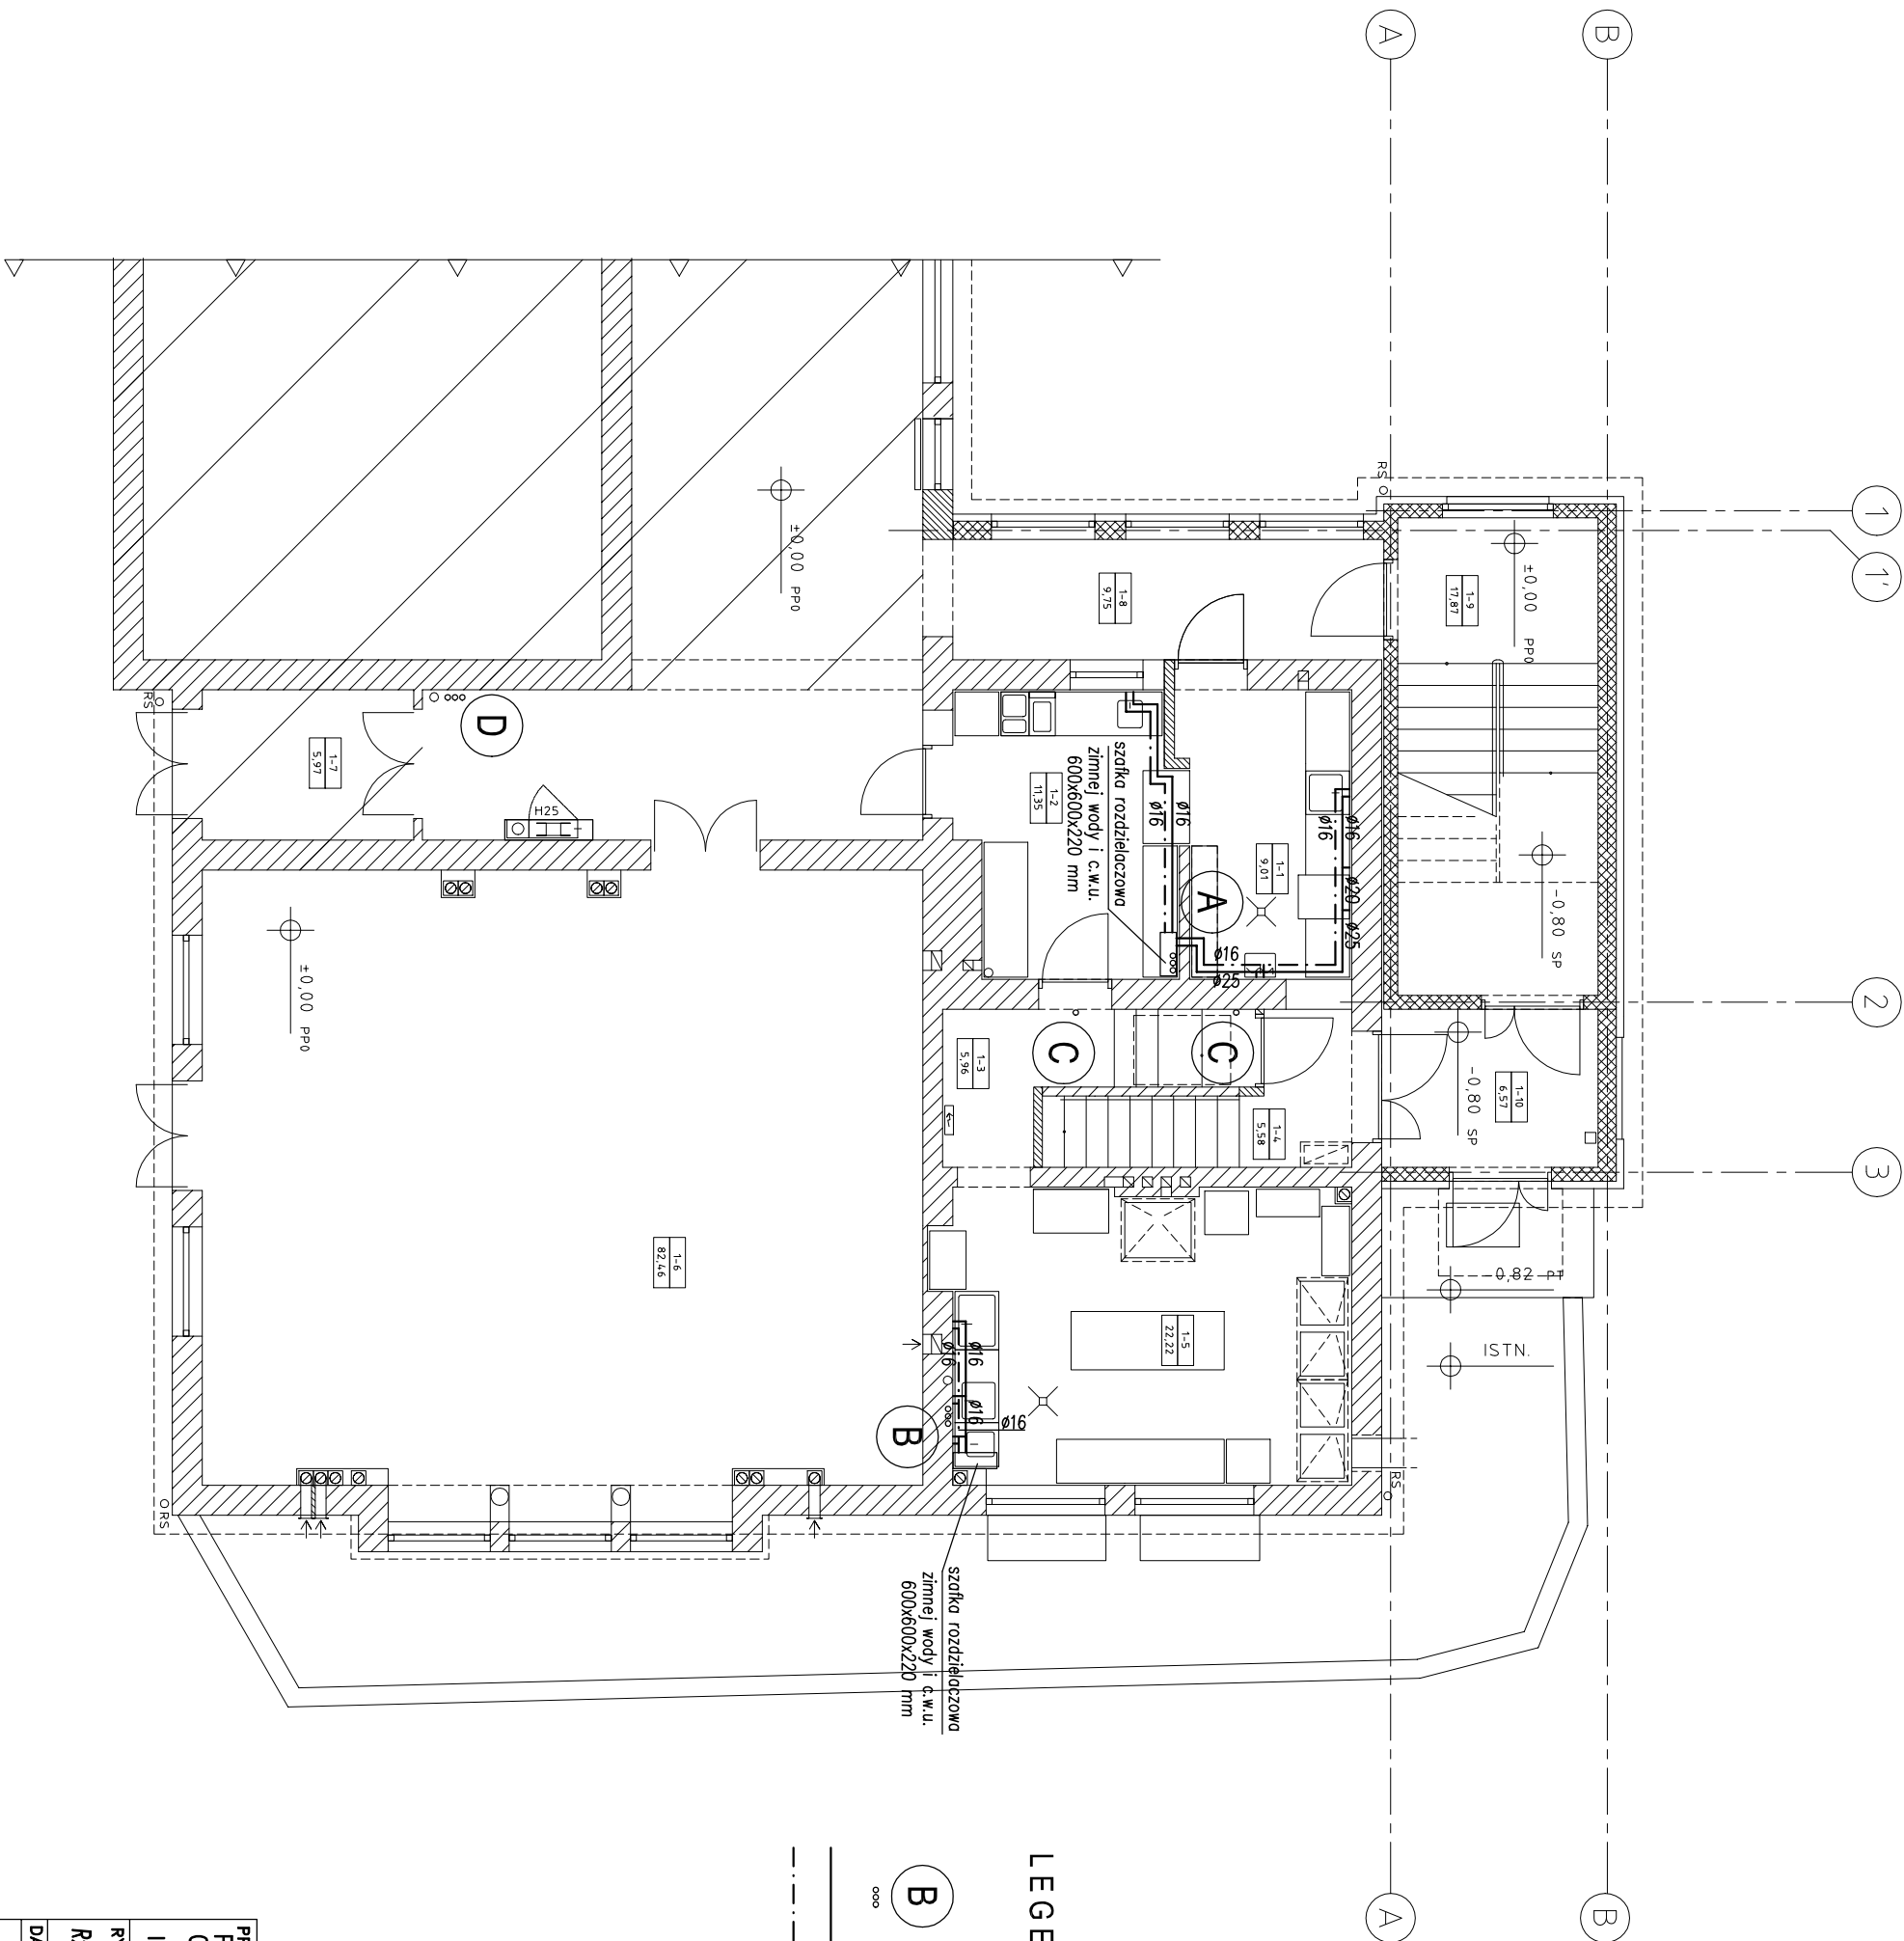 A
B
1
1'
2
3
A
B
RS
±0,00 PP0
1-9
17,87
1-8
9,75
±0,00 PP0
-0,80 SP
-0,80 SP
1-10
6,57
-0,82 PT
ISTN.
RS
D
1-7
5,97
H25
1-2
11,35
szafka rozdzielaczowa
zimnej wody i c.w.u.
600x600x220 mm
ø16
ø16
ø16
ø16
ø20
ø25
1-1
9,01
A
ø16
ø25
C
C
1-3
5,96
1-4
5,58
±0,00 PP0
1-6
82,46
1-5
22,22
ø16
ø16
ø16
ø16
B
RS
RS
szafka rozdzielaczowa
zimnej wody i c.w.u.
600x600x220 mm
LEGE
B